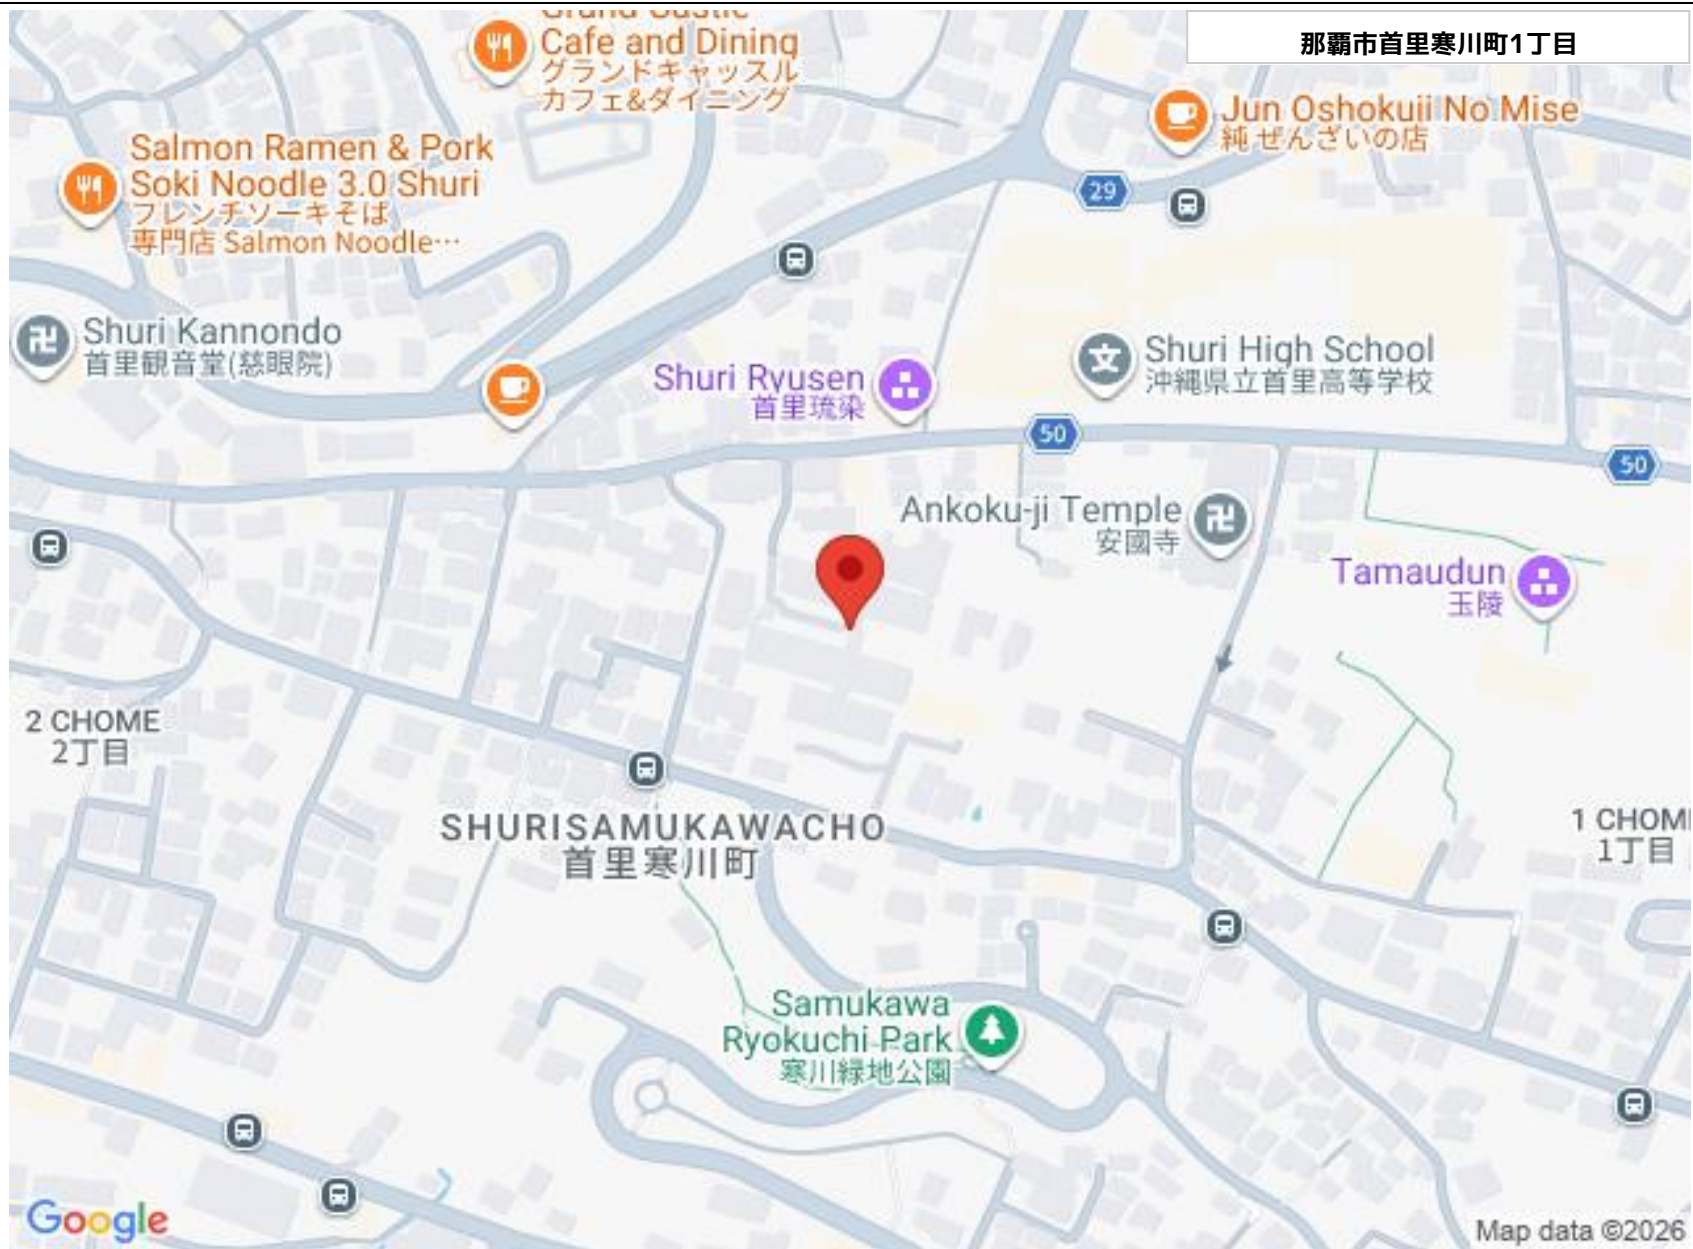 Grand Castle
Cafe and Dining
グランドキャッスル
カフェ&ダイニング
那覇市首里寒川町1丁目
Jun Oshokuji No Mise
純 ぜんざいの店
Salmon Ramen & Pork
Soki Noodle 3.0 Shuri
フレンチソーキそば
専門店 Salmon Noodle…
29
Shuri Kannondo
首里観音堂(慈眼院)
Shuri Ryusen
首里琉染
Shuri High School
沖縄県立首里高等学校
50
50
Ankoku-ji Temple
安國寺
Tamaudun
玉陵
2 CHOME
2丁目
SHURISAMUKAWACHO
首里寒川町
1 CHOM
1丁目
Samukawa
Ryokuchi Park
寒川緑地公園
Google
Map data ©2026